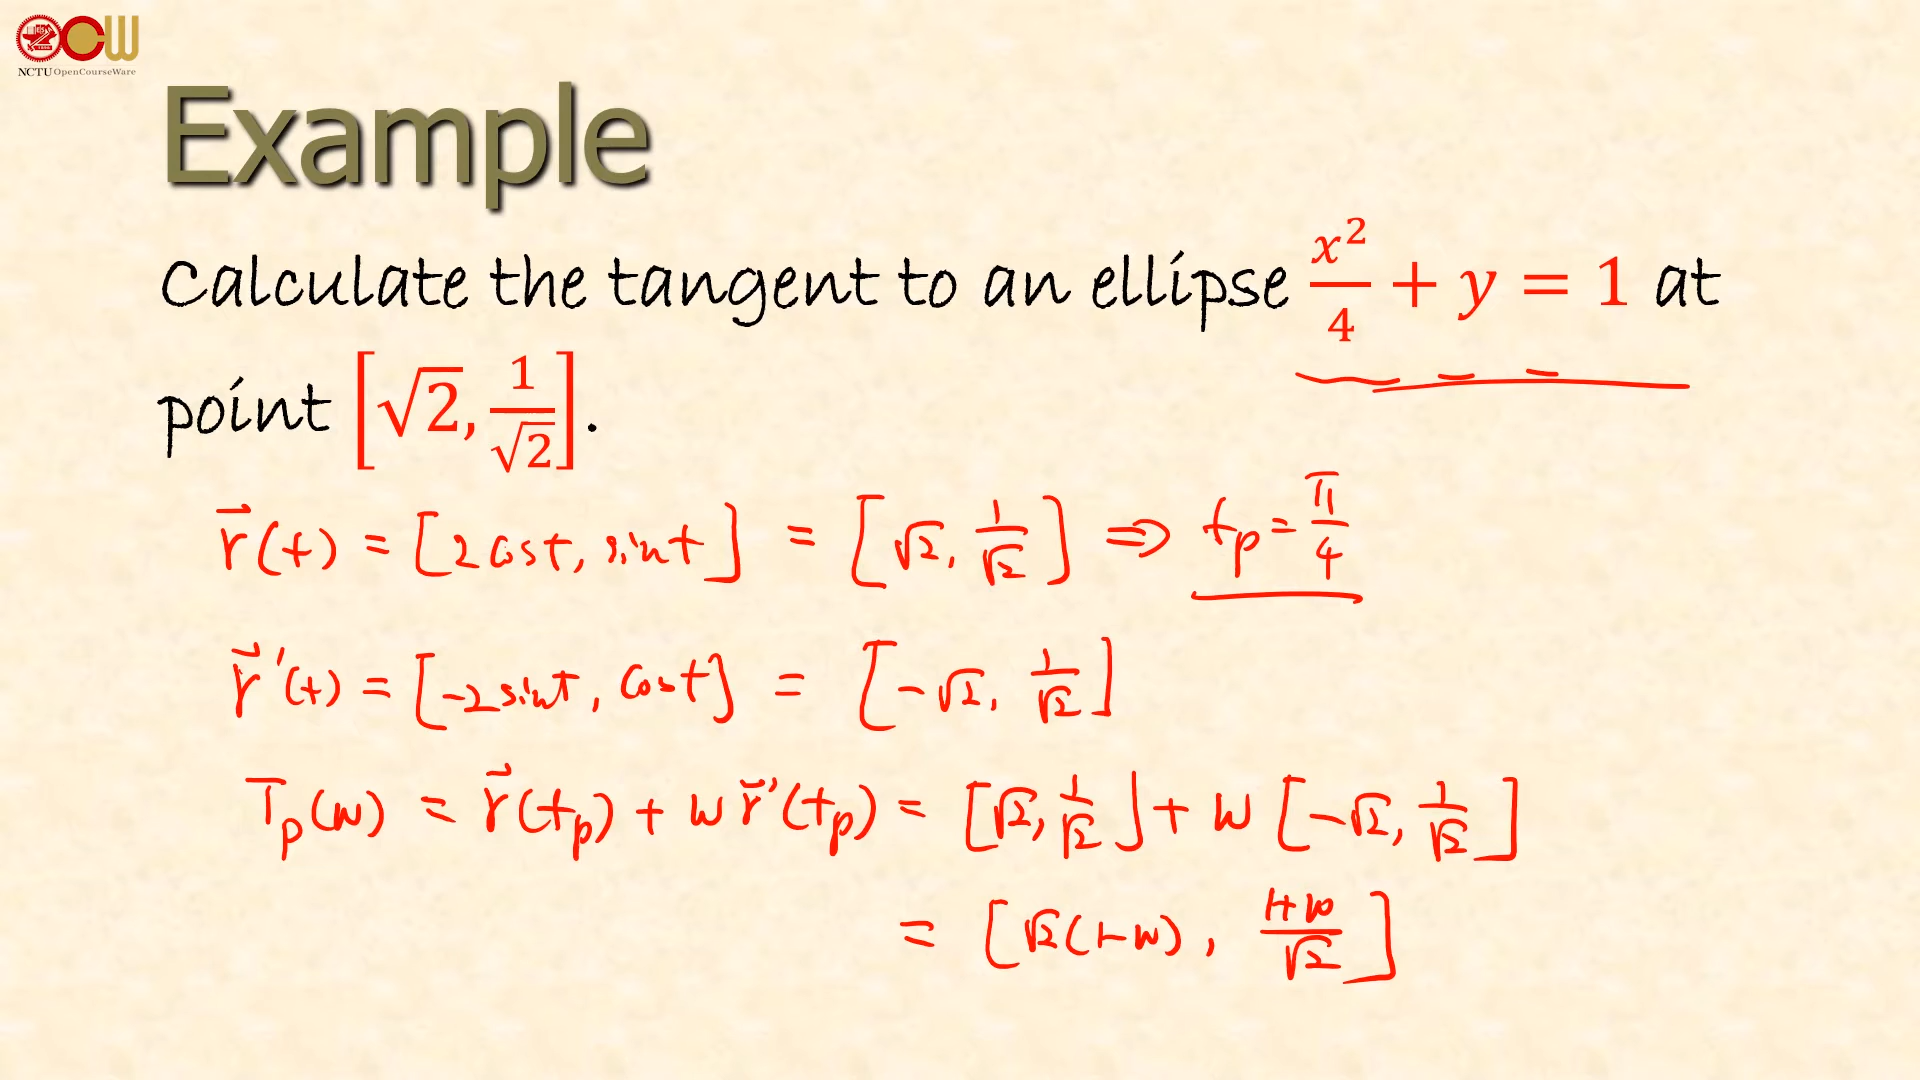 OCW
NCTU OpenCourseWare
Example
Calculate the tangent to an ellipse x²/4 + y = 1 at
point [√2, 1/√2].
r⃗(t) = [2cost, sint] = [√2, 1/√2] ⇒ tₚ = π/4
r⃗'(t) = [-2sint, cost] = [-√2, 1/√2]
Tₚ(w) = r⃗(tₚ) + w r⃗'(tₚ) = [√2, 1/√2] + w [-√2, 1/√2]
= [√2(1-w), (1+w)/√2]